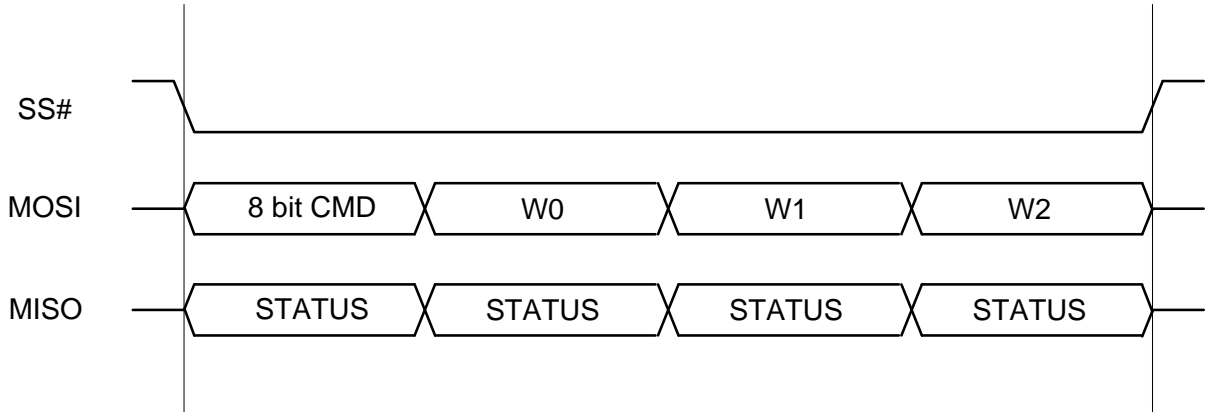 SS#
MOSI 8 bit CMD W0 W1 W2
MISO STATUS STATUS STATUS STATUS